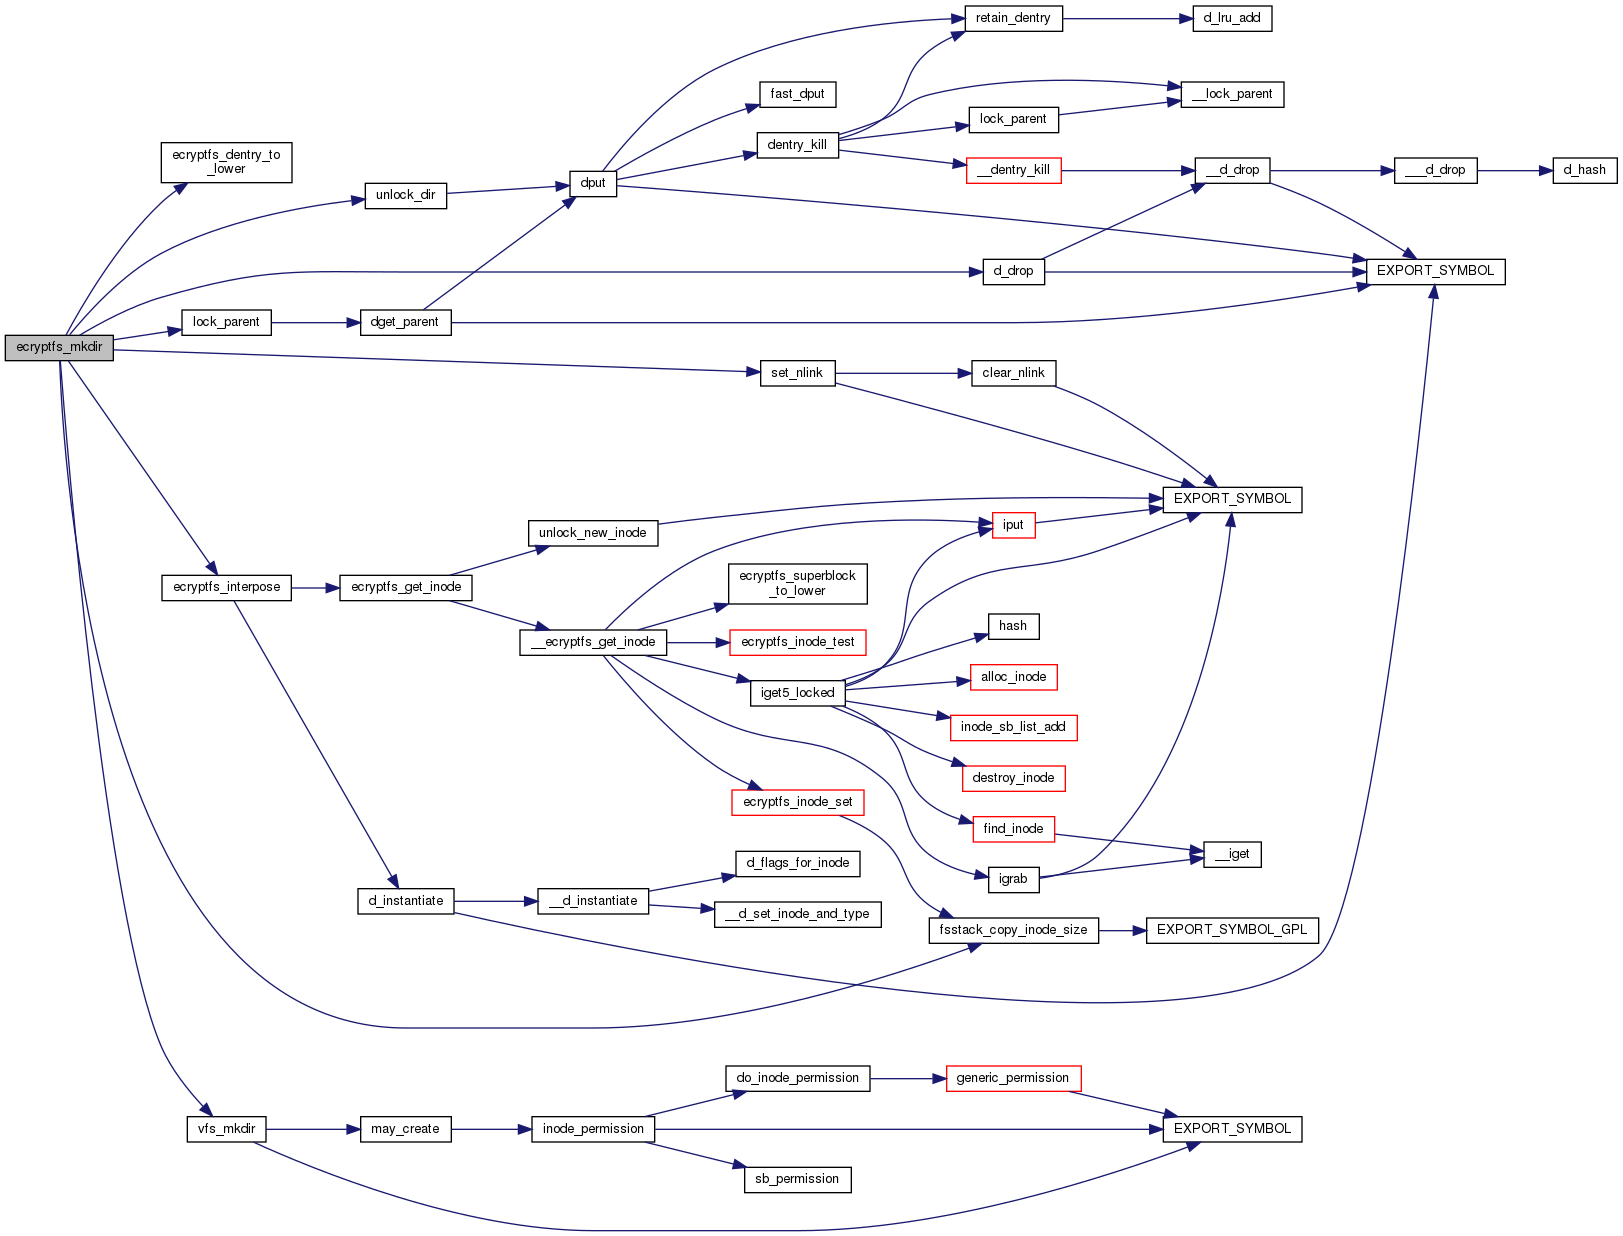 retain_dentry
d_lru_add
fast_dput
__lock_parent
lock_parent
dentry_kill
ecryptfs_dentry_to
_lower
__dentry_kill
__d_drop
___d_drop
d_hash
dput
unlock_dir
d_drop
EXPORT_SYMBOL
lock_parent
dget_parent
ecryptfs_mkdir
set_nlink
clear_nlink
EXPORT_SYMBOL
unlock_new_inode
iput
ecryptfs_superblock
_to_lower
ecryptfs_interpose
ecryptfs_get_inode
hash
__ecryptfs_get_inode
ecryptfs_inode_test
alloc_inode
iget5_locked
inode_sb_list_add
destroy_inode
ecryptfs_inode_set
find_inode
__iget
d_flags_for_inode
igrab
d_instantiate
__d_instantiate
__d_set_inode_and_type
fsstack_copy_inode_size
EXPORT_SYMBOL_GPL
do_inode_permission
generic_permission
vfs_mkdir
may_create
inode_permission
EXPORT_SYMBOL
sb_permission